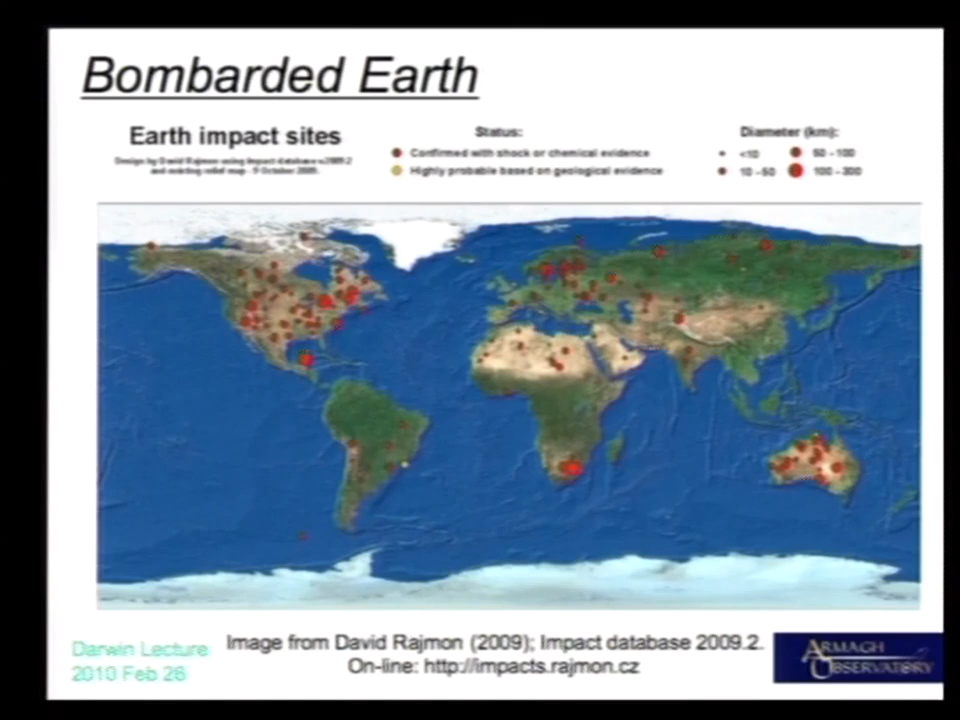 Bombarded Earth
Earth impact sites
Design by David Rajmon using Impact database v.2009.2
and existing relief map - 9 October 2009.
Status:
Confirmed with shock or chemical evidence
Highly probable based on geological evidence
Diameter (km):
<10
50 - 100
10 - 50
100 - 300
Darwin Lecture
2010 Feb 26
Image from David Rajmon (2009); Impact database 2009.2.
On-line: http://impacts.rajmon.cz
ARMAGH
OBSERVATORY